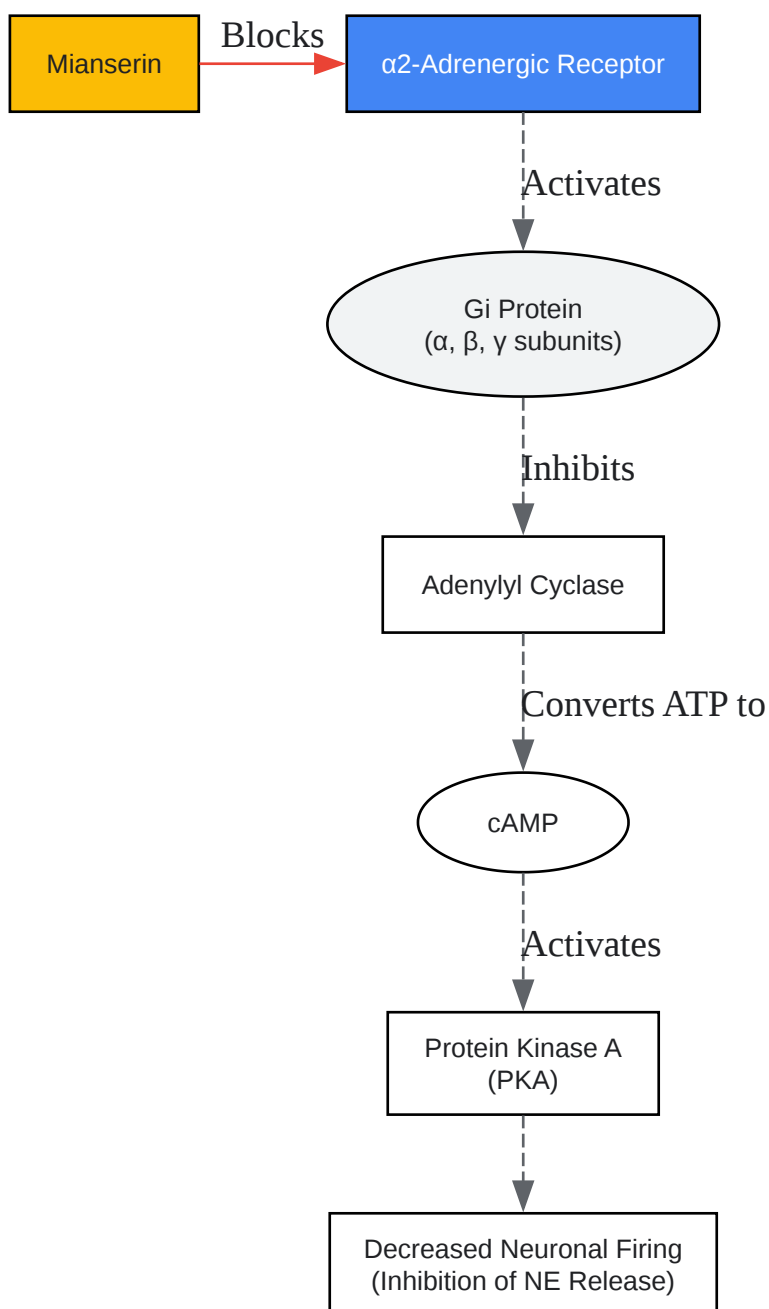 Mianserin
Blocks
α2-Adrenergic Receptor
Activates
Gi Protein
(α, β, γ subunits)
Inhibits
Adenylyl Cyclase
Converts ATP to
cAMP
Activates
Protein Kinase A
(PKA)
Decreased Neuronal Firing
(Inhibition of NE Release)